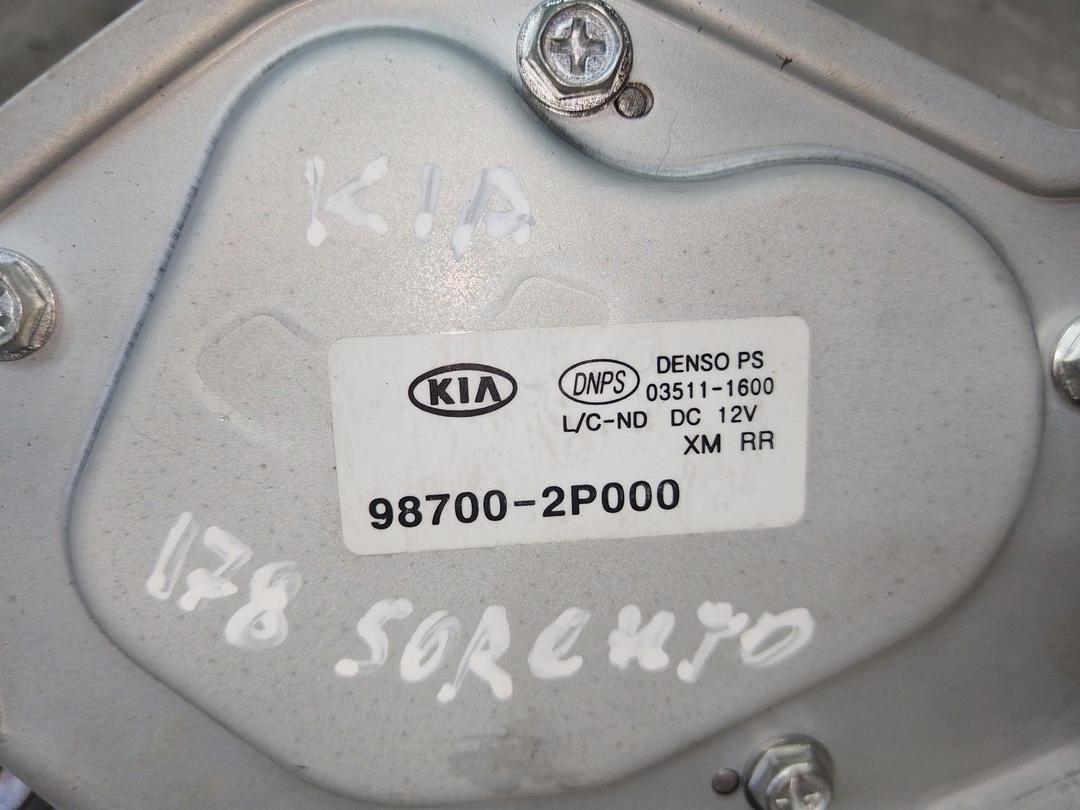 KIA
KIA
DNPS
DENSO PS
03511-1600
L/C-ND DC 12V
XM RR
98700-2P000
178 SORENTO